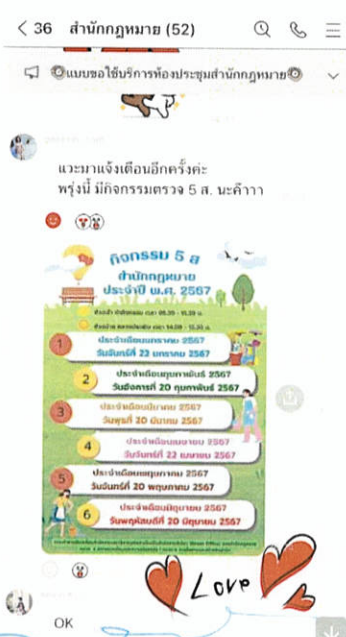 36 สำนักกฎหมาย (52)
แบบขอใช้บริการห้องประชุมสำนักกฎหมาย
แวะมาแจ้งเตือนอีกครั้งค่ะ
พรุ่งนี้ มีกิจกรรมตรวจ 5 ส. นะค๊าาา
กิจกรรม 5 ส
สำนักกฎหมาย
ประจำปี พ.ศ. 2567
1
ประจำเดือนมกราคม 2567
วันจันทร์ที่ 22 มกราคม 2567
2
ประจำเดือนกุมภาพันธ์ 2567
วันอังคารที่ 20 กุมภาพันธ์ 2567
3
ประจำเดือนมีนาคม 2567
วันพุธที่ 20 มีนาคม 2567
4
ประจำเดือนเมษายน 2567
วันจันทร์ที่ 22 เมษายน 2567
5
ประจำเดือนพฤษภาคม 2567
วันจันทร์ที่ 20 พฤษภาคม 2567
6
ประจำเดือนมิถุนายน 2567
วันพฤหัสบดีที่ 20 มิถุนายน 2567
Love
OK